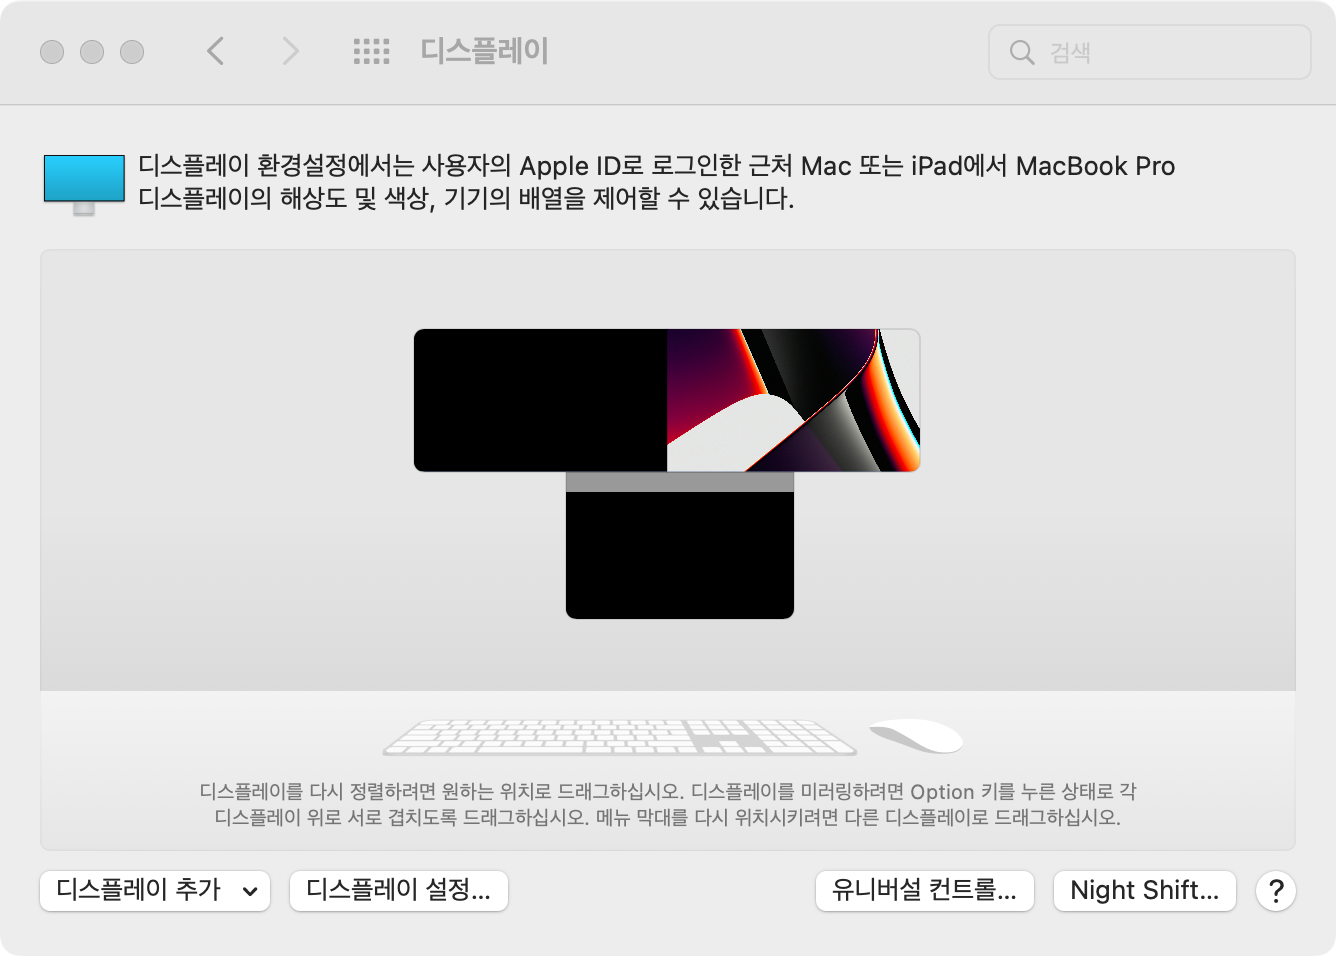 디스플레이
검색
디스플레이 환경설정에서는 사용자의 Apple ID로 로그인한 근처 Mac 또는 iPad에서 MacBook Pro
디스플레이의 해상도 및 색상, 기기의 배열을 제어할 수 있습니다.
디스플레이를 다시 정렬하려면 원하는 위치로 드래그하십시오. 디스플레이를 미러링하려면 Option 키를 누른 상태로 각
디스플레이 위로 서로 겹치도록 드래그하십시오. 메뉴 막대를 다시 위치시키려면 다른 디스플레이로 드래그하십시오.
디스플레이 추가
디스플레이 설정...
유니버설 컨트롤...
Night Shift...
?